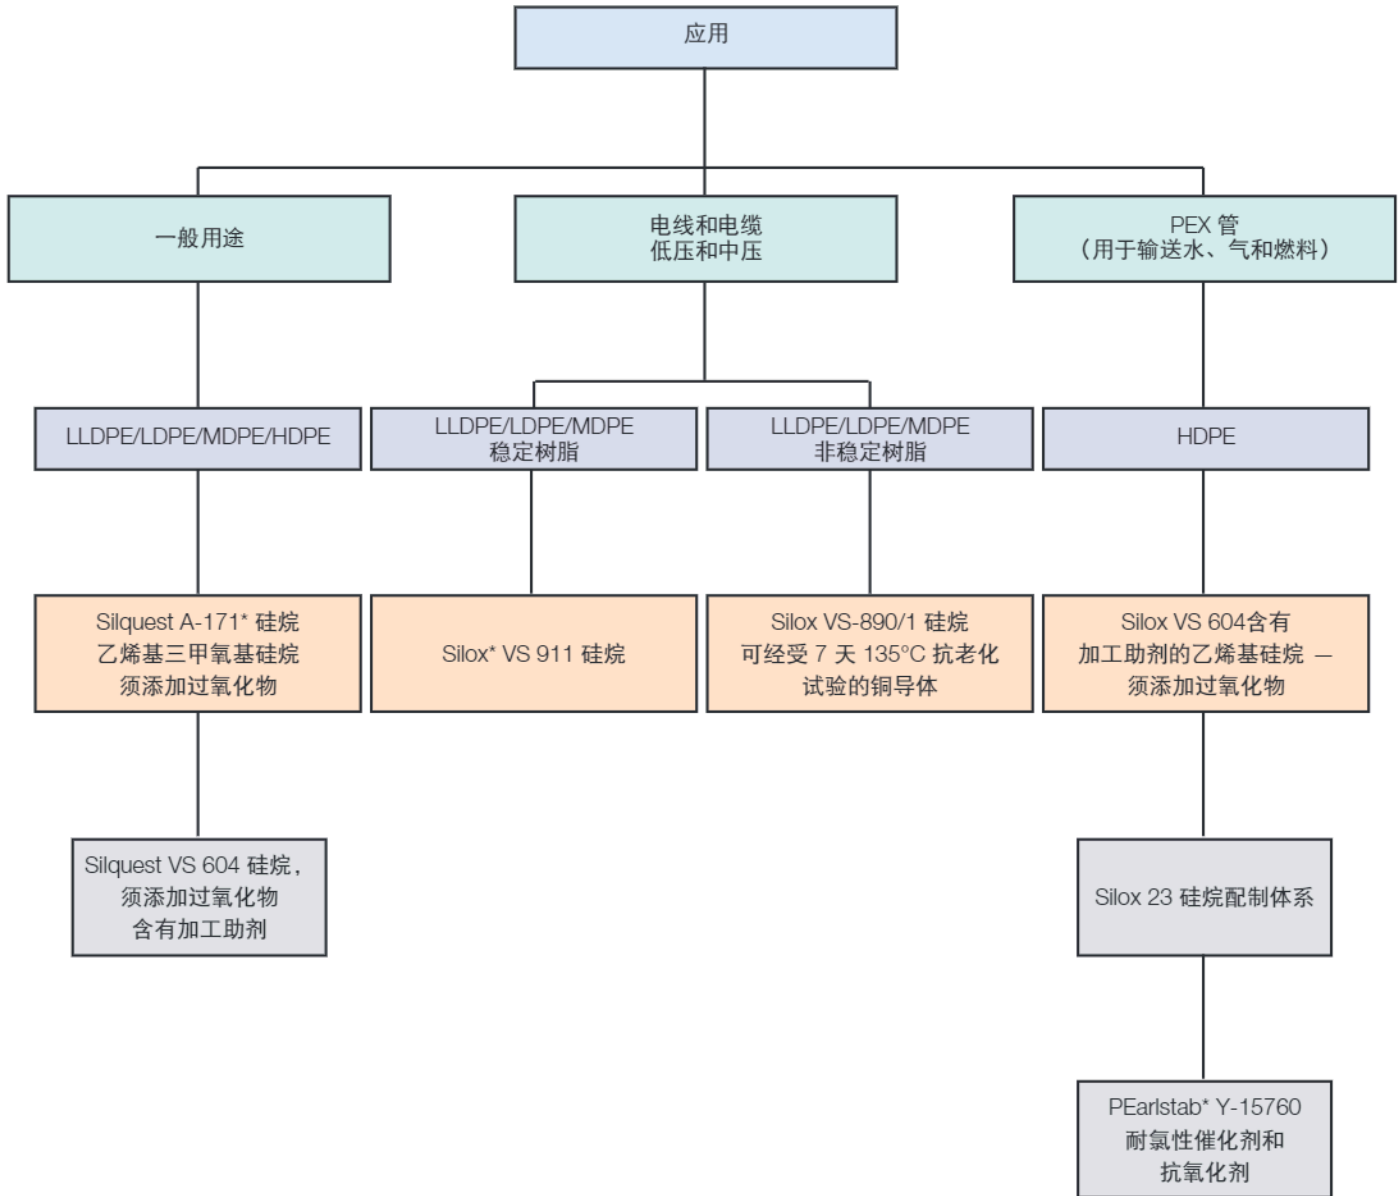 应用
一般用途
电线和电缆
低压和中压
PEX 管
（用于输送水、气和燃料）
LLDPE/LDPE/MDPE/HDPE
LLDPE/LDPE/MDPE
稳定树脂
LLDPE/LDPE/MDPE
非稳定树脂
HDPE
Silquest A-171* 硅烷
乙烯基三甲氧基硅烷
须添加过氧化物
Silox* VS 911 硅烷
Silox VS-890/1 硅烷
可经受 7 天 135°C 抗老化
试验的铜导体
Silox VS 604含有
加工助剂的乙烯基硅烷 —
须添加过氧化物
Silquest VS 604 硅烷，
须添加过氧化物
含有加工助剂
Silox 23 硅烷配制体系
PEarlstab* Y-15760
耐氯性催化剂和
抗氧化剂